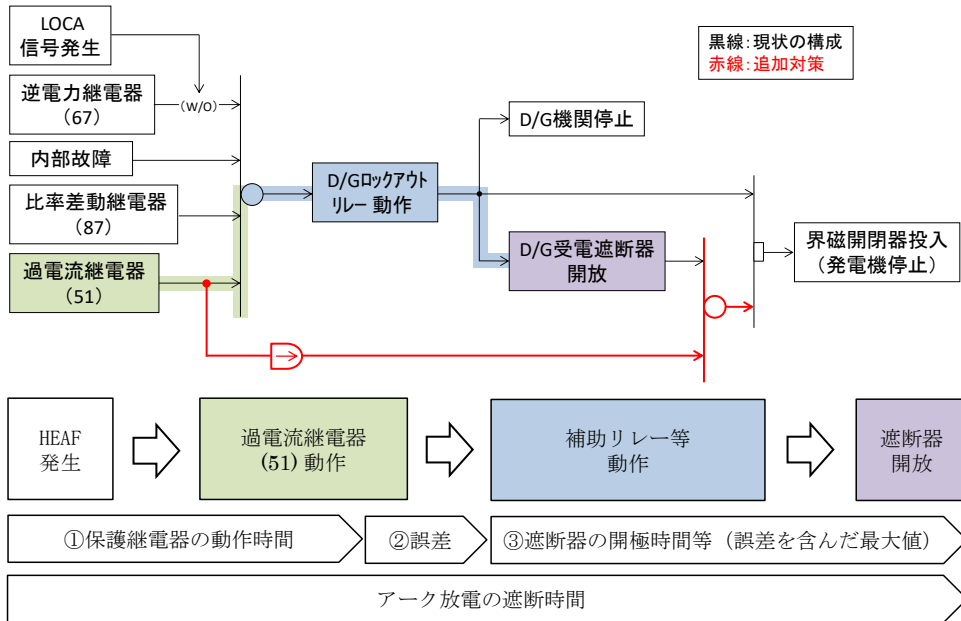 LOCA
信号発生
黒線：現状の構成
赤線：追加対策
逆電力継電器
（67）
（W/O）
D/G機関停止
内部故障
D/Gロックアウト
リレー 動作
比率差動継電器
（87）
D/G受電遮断器
開放
界磁開閉器投入
（発電機停止）
過電流継電器
（51）
HEAF
発生
過電流継電器
(51) 動作
補助リレー等
動作
遮断器
開放
①保護継電器の動作時間
②誤差
③遮断器の開極時間等（誤差を含んだ最大値）
アーク放電の遮断時間